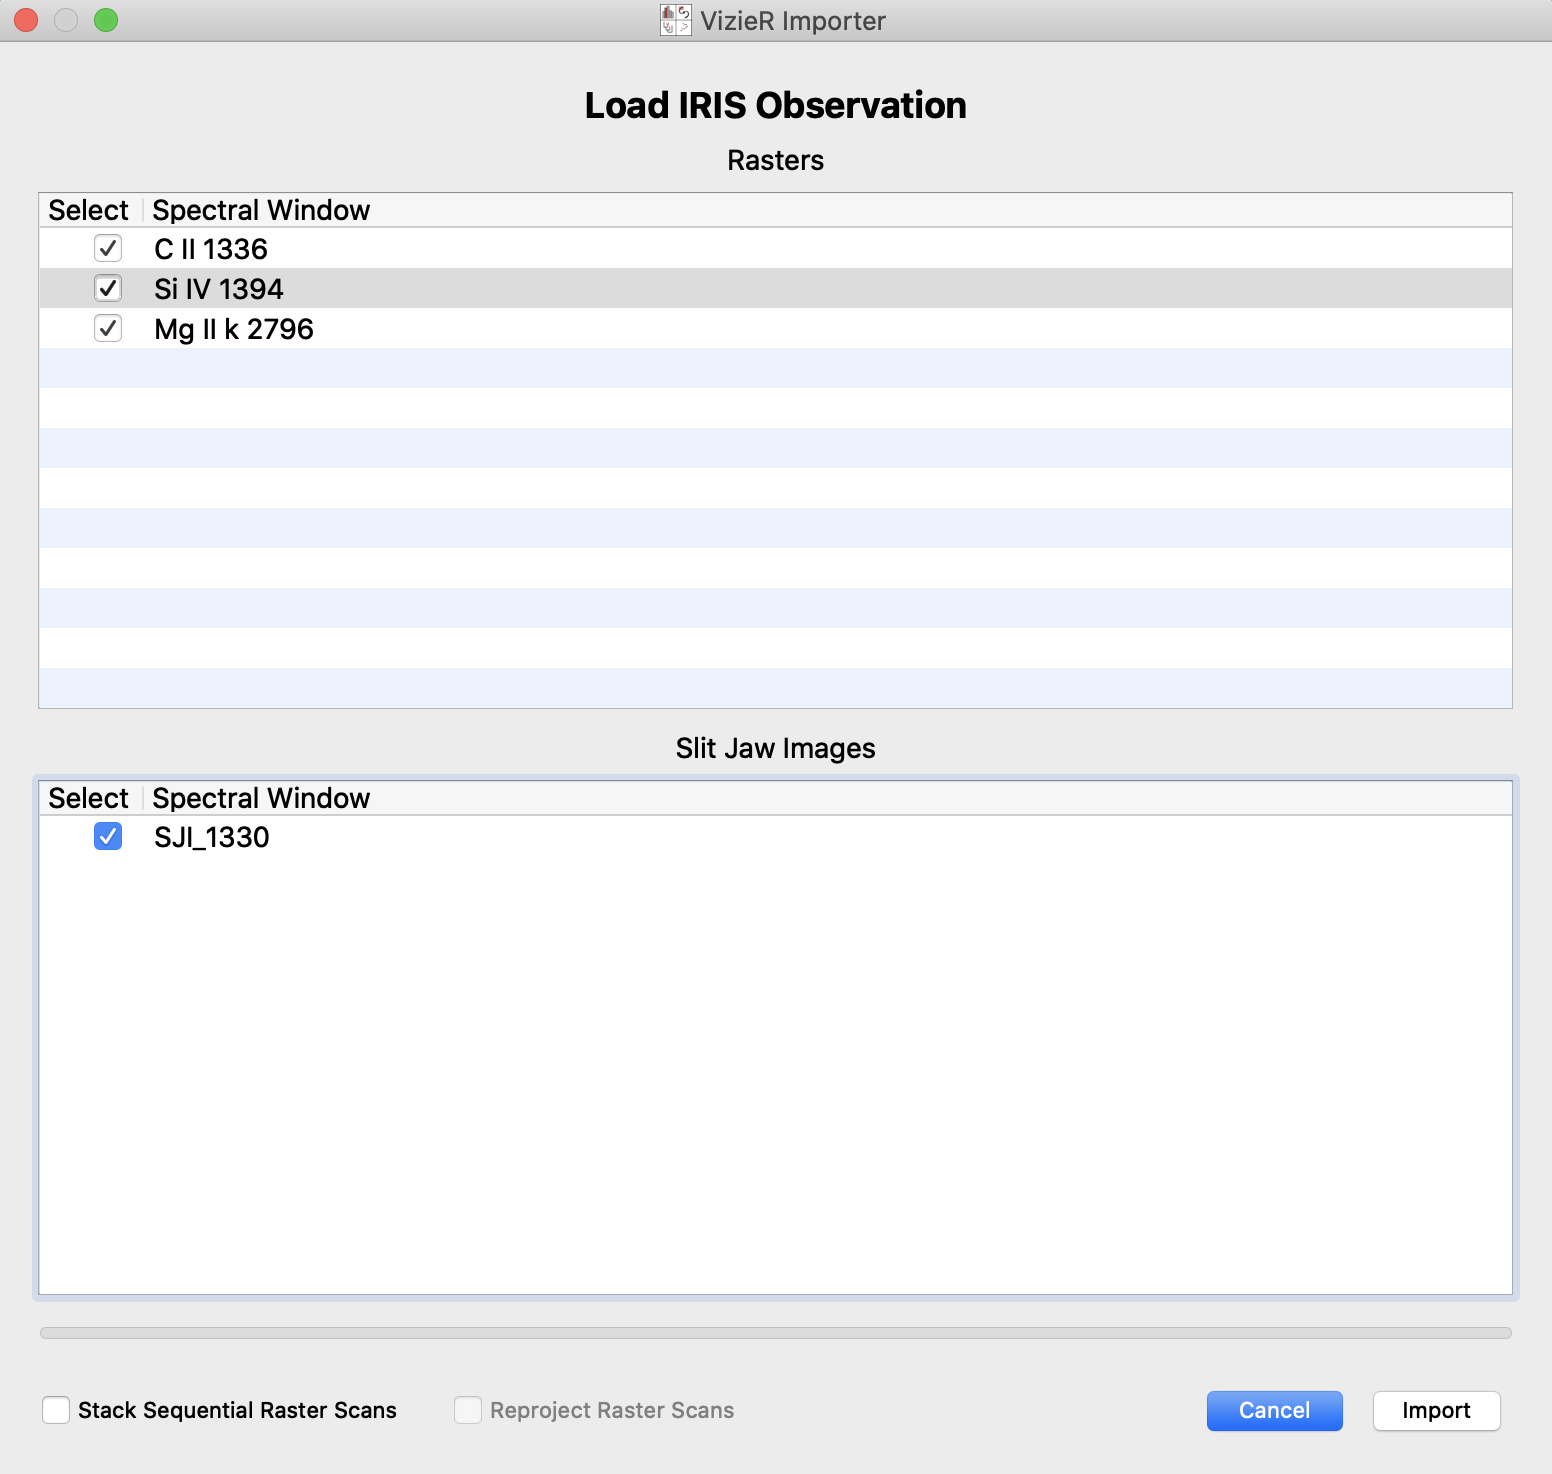 VizieR Importer
Load IRIS Observation
Rasters
Select Spectral Window
C II 1336
Si IV 1394
Mg II k 2796
Slit Jaw Images
Select Spectral Window
SJI_1330
Stack Sequential Raster Scans Reproject Raster Scans Cancel Import